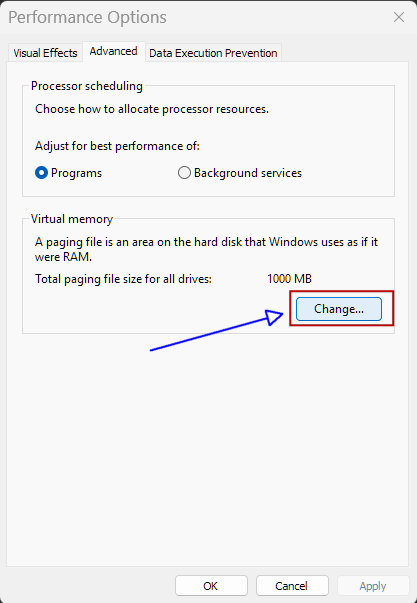 Performance Options
Visual Effects
Advanced
Data Execution Prevention
Processor scheduling
Choose how to allocate processor resources.
Adjust for best performance of:
Programs
Background services
Virtual memory
A paging file is an area on the hard disk that Windows uses as if it
were RAM.
Total paging file size for all drives:
1000 MB
Change...
OK
Cancel
Apply